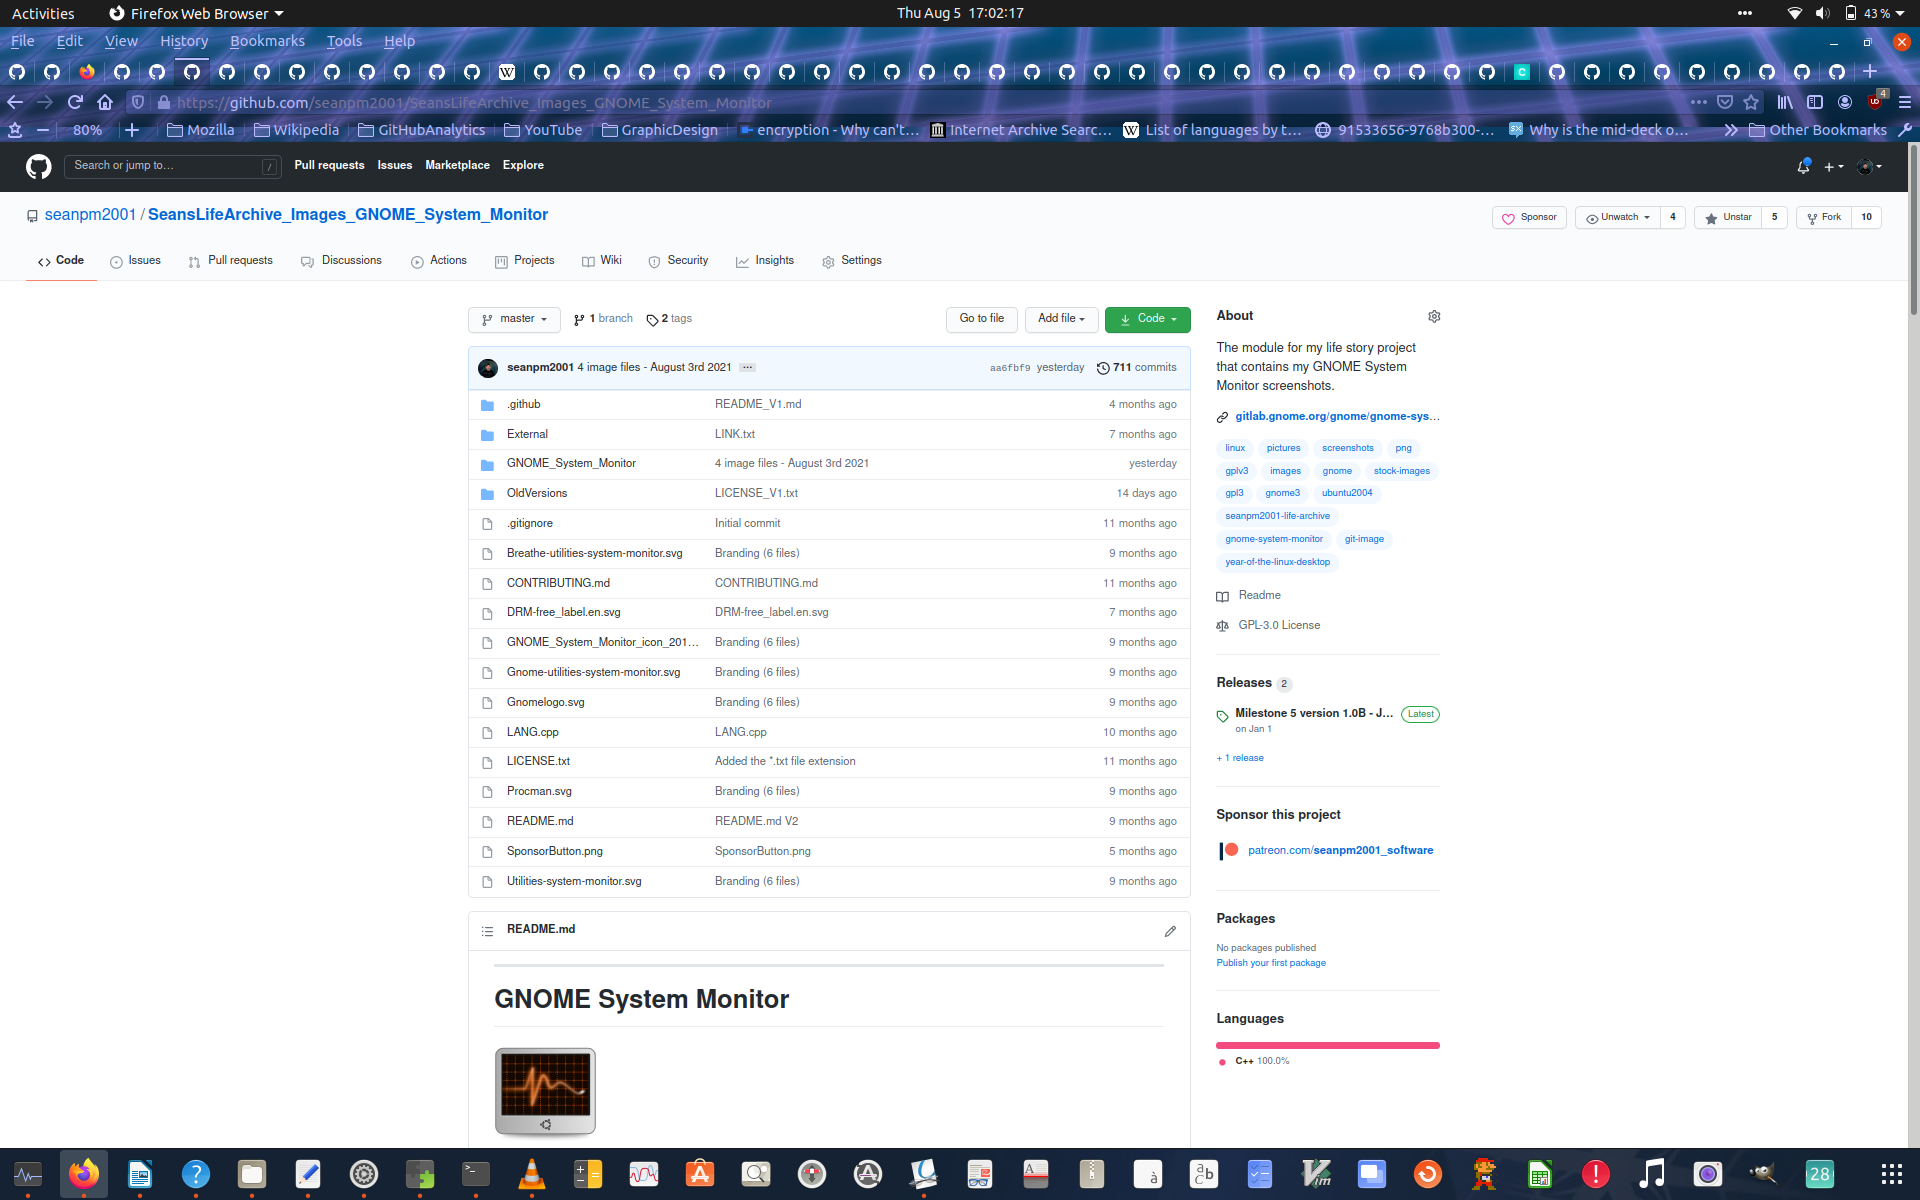 Activities Firefox Web Browser Thu Aug 5 17:02:17 43 %
File Edit View History Bookmarks Tools Help
https://github.com/seanpm2001/SeansLifeArchive_Images_GNOME_System_Monitor 4
80% Mozilla Wikipedia GitHubAnalytics YouTube GraphicDesign encryption - Why can't… Internet Archive Searc… List of languages by t… 91533656-9768b300-… Why is the mid-deck o… Other Bookmarks
Search or jump to… / Pull requests Issues Marketplace Explore
seanpm2001 / SeansLifeArchive_Images_GNOME_System_Monitor Sponsor Unwatch 4 Unstar 5 Fork 10
Code Issues Pull requests Discussions Actions Projects Wiki Security Insights Settings
master 1 branch 2 tags Go to file Add file Code
seanpm2001 4 image files - August 3rd 2021 … aa6fbf9 yesterday 711 commits
.github README_V1.md 4 months ago
External LINK.txt 7 months ago
GNOME_System_Monitor 4 image files - August 3rd 2021 yesterday
OldVersions LICENSE_V1.txt 14 days ago
.gitignore Initial commit 11 months ago
Breathe-utilities-system-monitor.svg Branding (6 files) 9 months ago
CONTRIBUTING.md CONTRIBUTING.md 11 months ago
DRM-free_label.en.svg DRM-free_label.en.svg 7 months ago
GNOME_System_Monitor_icon_201… Branding (6 files) 9 months ago
Gnome-utilities-system-monitor.svg Branding (6 files) 9 months ago
Gnomelogo.svg Branding (6 files) 9 months ago
LANG.cpp LANG.cpp 10 months ago
LICENSE.txt Added the *.txt file extension 11 months ago
Procman.svg Branding (6 files) 9 months ago
README.md README.md V2 9 months ago
SponsorButton.png SponsorButton.png 5 months ago
Utilities-system-monitor.svg Branding (6 files) 9 months ago
README.md
GNOME System Monitor
About
The module for my life story project
that contains my GNOME System
Monitor screenshots.
gitlab.gnome.org/gnome/gnome-sys…
linux pictures screenshots png
gplv3 images gnome stock-images
gpl3 gnome3 ubuntu2004
seanpm2001-life-archive
gnome-system-monitor git-image
year-of-the-linux-desktop
Readme
GPL-3.0 License
Releases 2
Milestone 5 version 1.0B - J… Latest
on Jan 1
+ 1 release
Sponsor this project
patreon.com/seanpm2001_software
Packages
No packages published
Publish your first package
Languages
C++ 100.0%
28